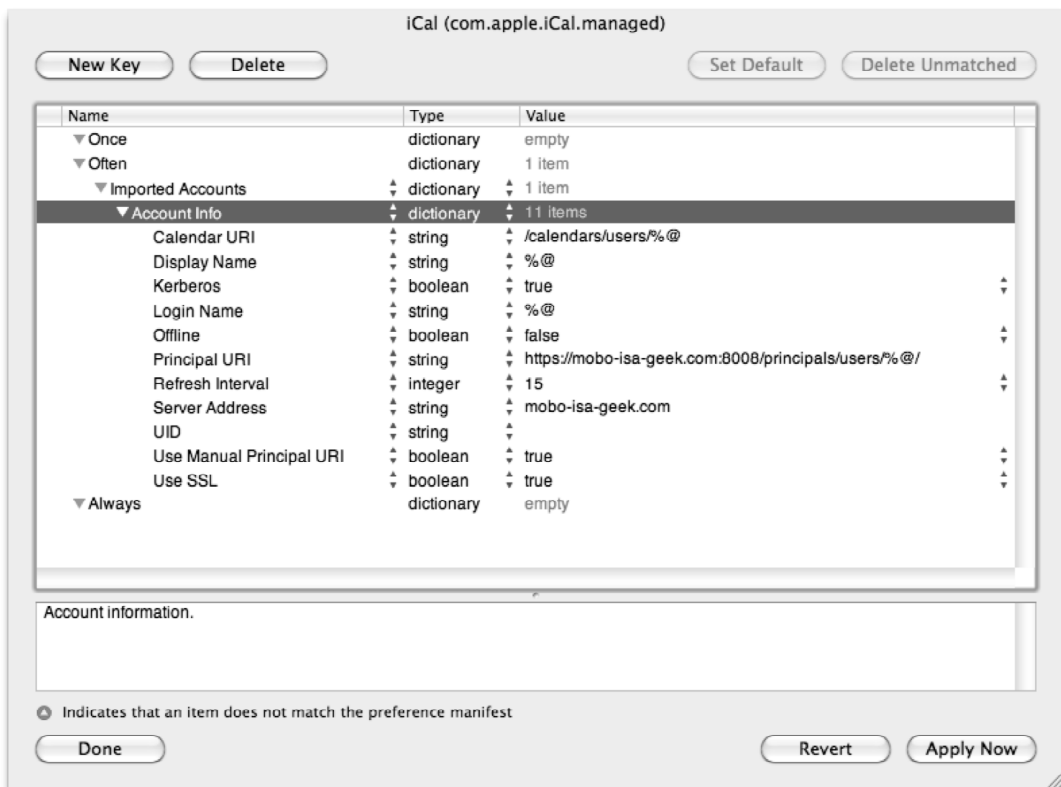 iCal (com.apple.iCal.managed)
New Key Delete Set Default Delete Unmatched
Name Type Value
Once dictionary empty
Often dictionary 1 item
Imported Accounts dictionary 1 item
Account Info dictionary 11 items
Calendar URI string /calendars/users/%@
Display Name string %@
Kerberos boolean true
Login Name string %@
Offline boolean false
Principal URI string https://mobo-isa-geek.com:8008/principals/users/%@/
Refresh Interval integer 15
Server Address string mobo-isa-geek.com
UID string
Use Manual Principal URI boolean true
Use SSL boolean true
Always dictionary empty
Account information.
Indicates that an item does not match the preference manifest
Done Revert Apply Now